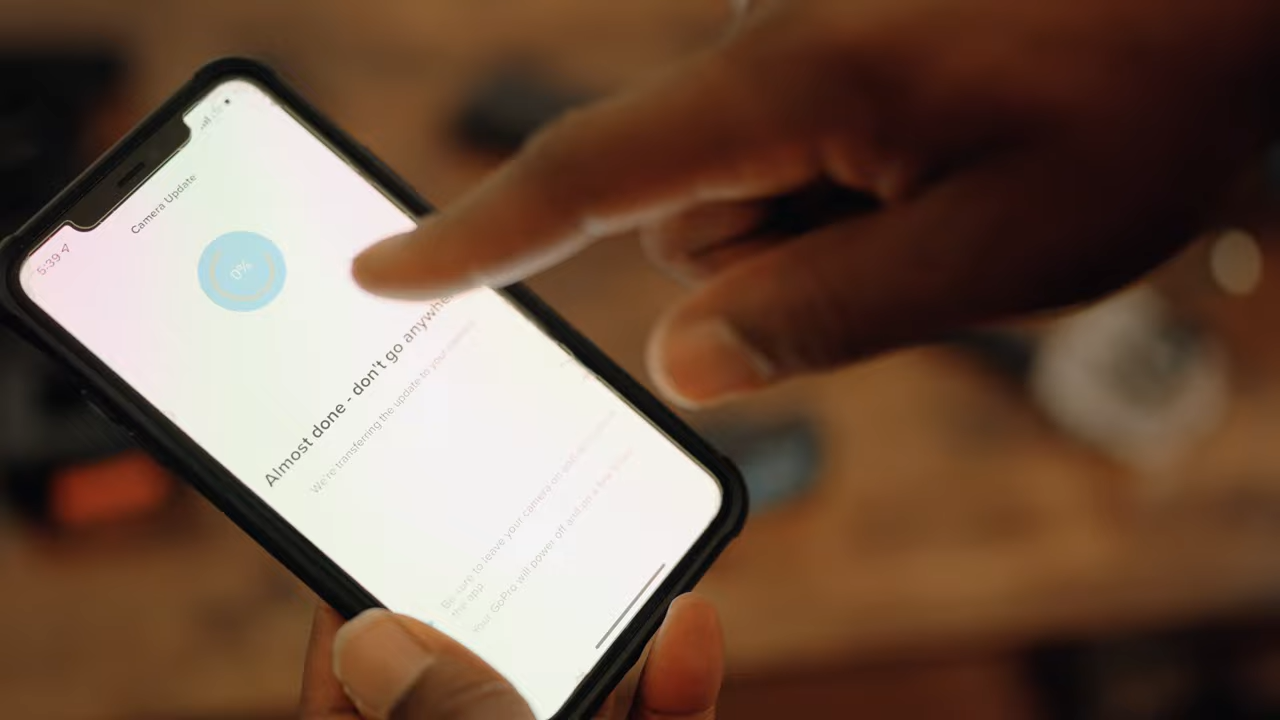 5:39
Camera Update
0%
Almost done - don't go anywhe
We're transferring the update to your
Be sure to leave your camera on and
the app
Your GoPro will power off and on a few